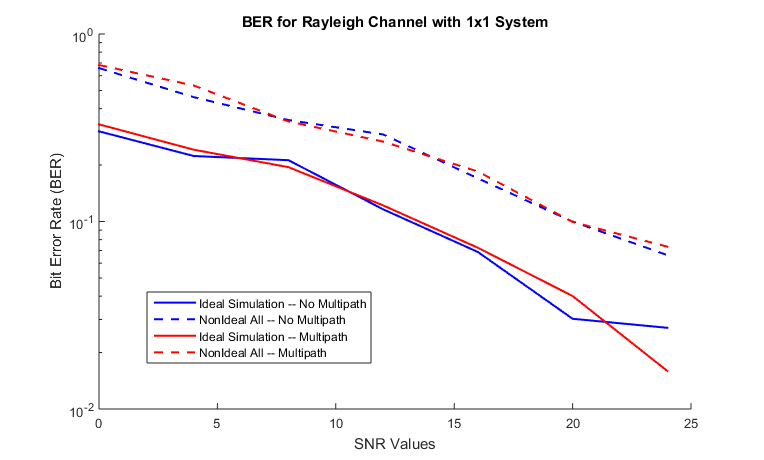 BER for Rayleigh Channel with 1x1 System
Bit Error Rate (BER)
10^0
10^-1
10^-2
Ideal Simulation -- No Multipath
NonIdeal All -- No Multipath
Ideal Simulation -- Multipath
NonIdeal All -- Multipath
0 5 10 15 20 25
SNR Values